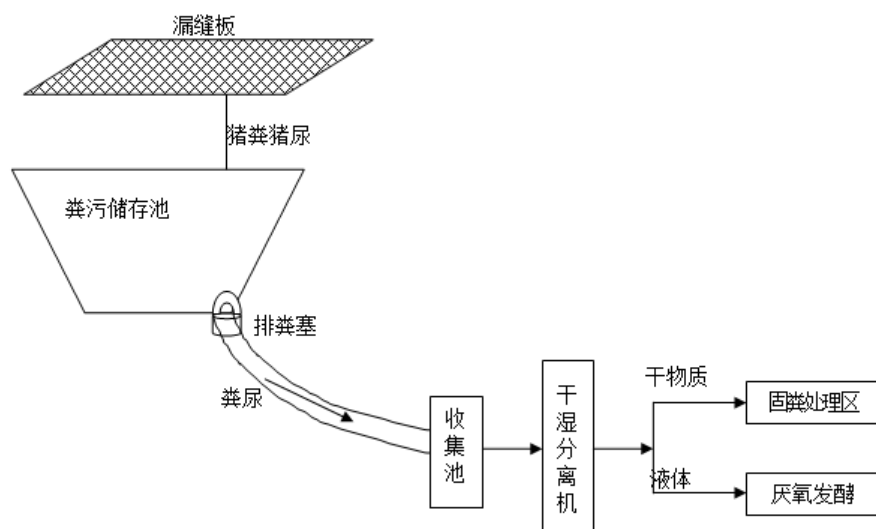 漏缝板
猪粪猪尿
粪污储存池
排粪塞
粪尿
收集池
干湿分离机
干物质
液体
固粪处理区
厌氧发酵